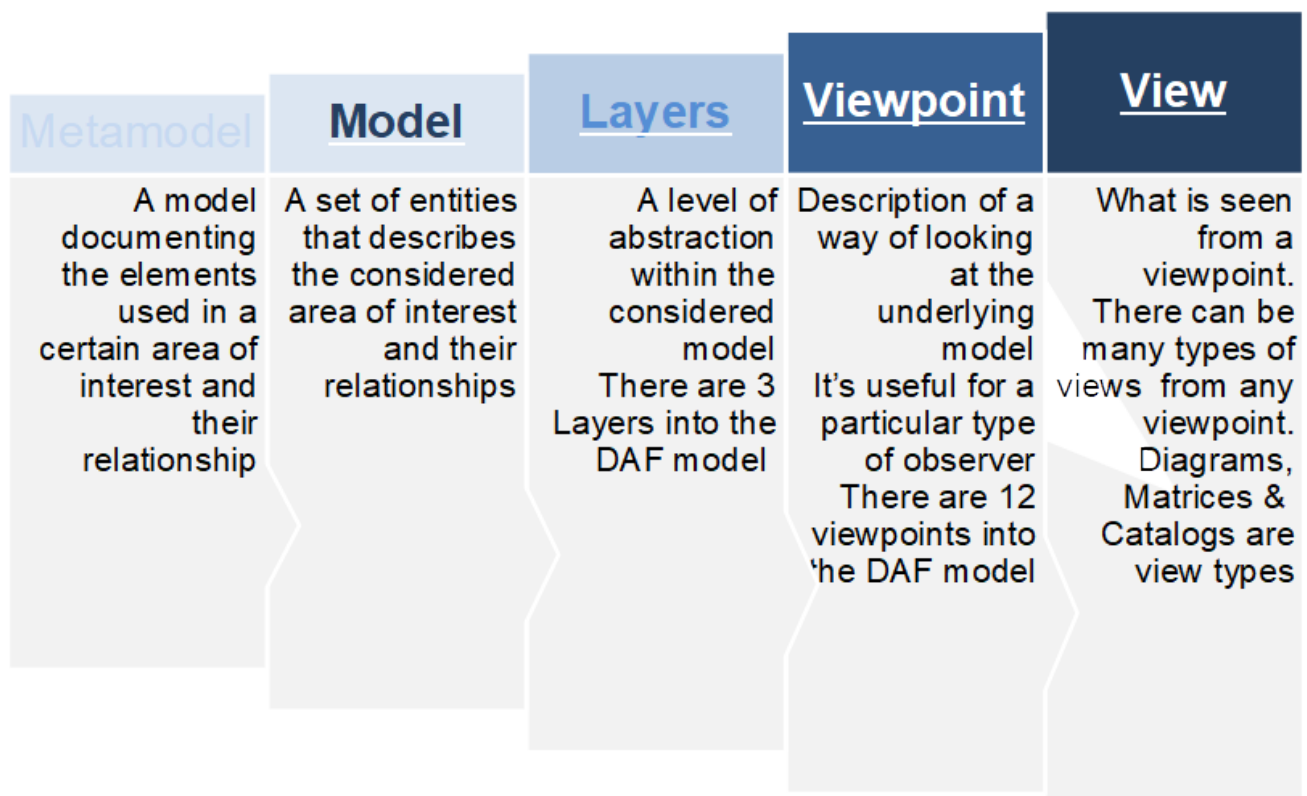 Metamodel
A model
documenting
the elements
used in a
certain area of
interest and
their
relationship
Model
A set of entities
that describes
the considered
area of interest
and their
relationships
Layers
A level of
abstraction
within the
considered
model
There are 3
Layers into the
DAF model
Viewpoint
Description of a
way of looking
at the
underlying
model
It's useful for a
particular type
of observer
There are 12
viewpoints into
the DAF model
View
What is seen
from a
viewpoint.
There can be
many types of
views from any
viewpoint.
Diagrams,
Matrices &
Catalogs are
view types